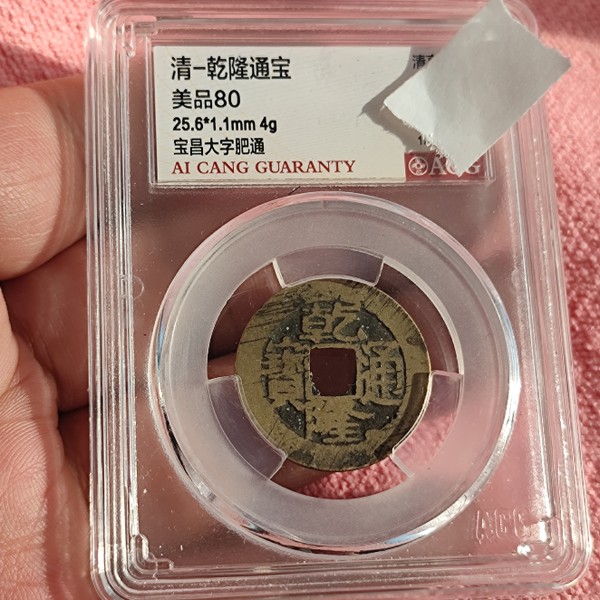 清-乾隆通宝
美品80
25.6*1.1mm 4g
宝昌大字肥通
AI CANG GUARANTY
ACG
乾隆通寶
ACG